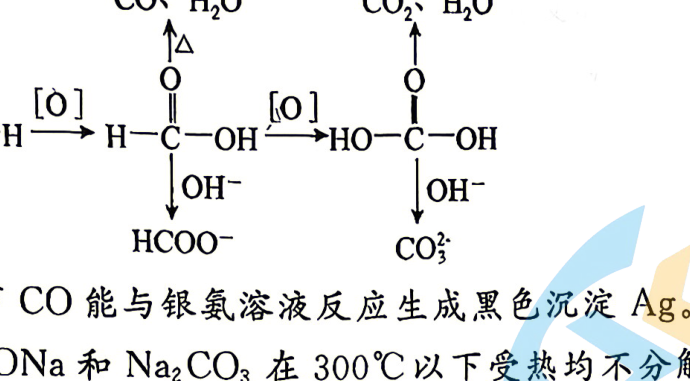 CO、H₂O CO₂、H₂O
△
O O
H [O] H—C—OH [O] HO—C—OH
OH⁻ OH⁻
HCOO⁻ CO₃²⁻
CO 能与银氨溶液反应生成黑色沉淀 Ag。
ONa 和 Na₂CO₃ 在 300℃以下受热均不分解